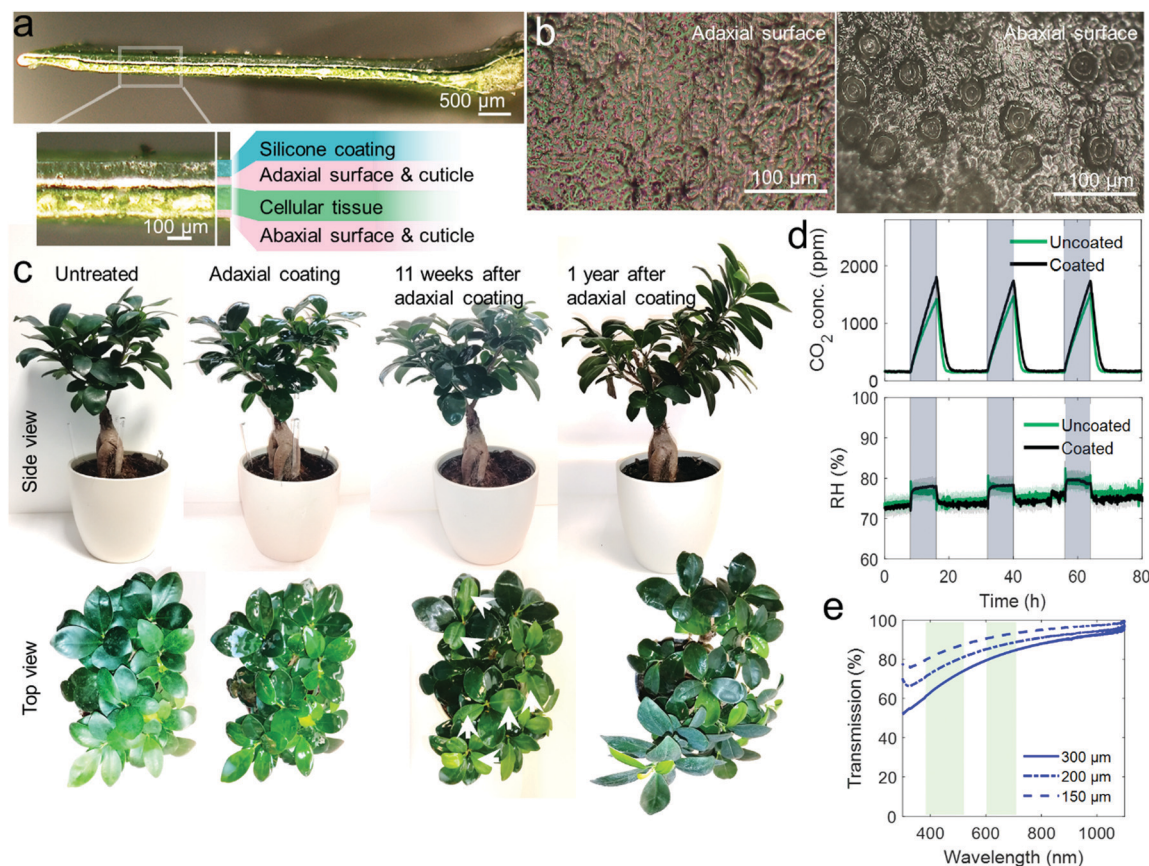 a
500 µm
Silicone coating
Adaxial surface & cuticle
Cellular tissue
Abaxial surface & cuticle
100 µm
b
Adaxial surface
100 µm
Abaxial surface
100 µm
c
Untreated
Adaxial coating
11 weeks after
adaxial coating
1 year after
adaxial coating
Side view
Top view
d
CO2 conc. (ppm)
2000
1000
0
Uncoated
Coated
RH (%)
100
90
80
70
60
Uncoated
Coated
0 20 40 60 80
Time (h)
e
Transmission (%)
100
80
60
40
20
0
300 µm
200 µm
150 µm
400 600 800 1000
Wavelength (nm)